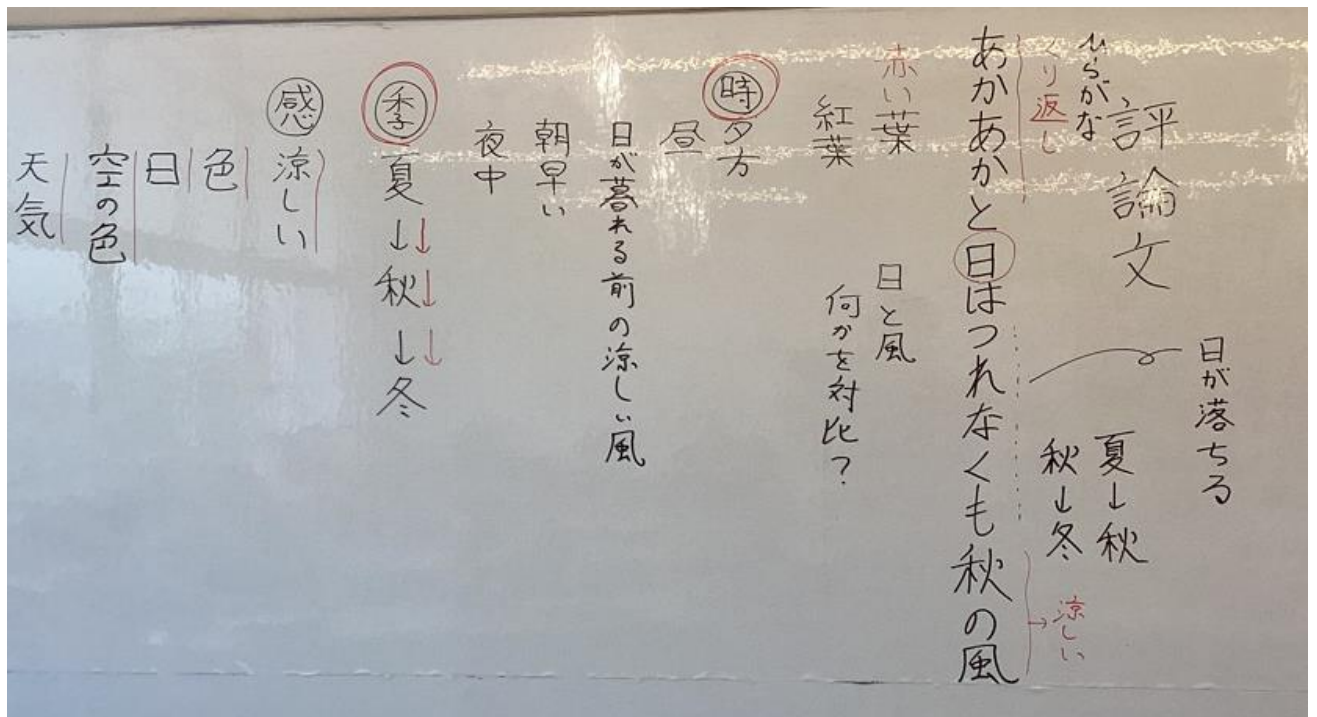 日が落ちる
評論文
夏→秋
秋→冬
ひらがな
くり返し
→涼しい
あかあかと日はつれなくも秋の風
赤い葉
紅葉
日と風
何かを対比?
時 夕方
昼
日が暮れる前の涼しい風
朝早い
夜中
季 夏→秋→冬
感 涼しい
色
日
空の色
天気